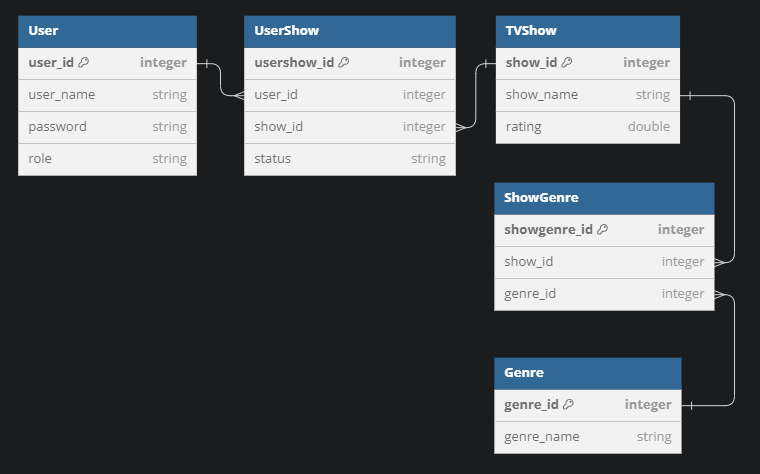 User
user_id integer
user_name string
password string
role string
UserShow
usershow_id integer
user_id integer
show_id integer
status string
TVShow
show_id integer
show_name string
rating double
ShowGenre
showgenre_id integer
show_id integer
genre_id integer
Genre
genre_id integer
genre_name string